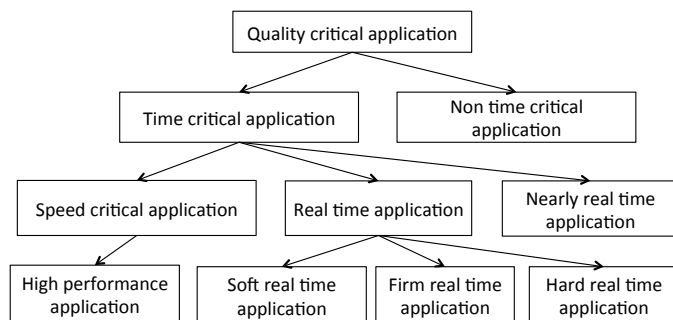 Quality critical application
Time critical application
Non time critical
application
Speed critical application
Real time application
Nearly real time
application
High performance
application
Soft real time
application
Firm real time
application
Hard real time
application